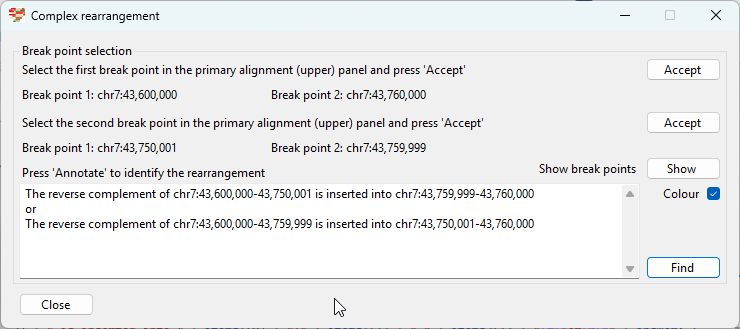 Complex rearrangement
Break point selection
Select the first break point in the primary alignment (upper) panel and press 'Accept'
Accept
Break point 1: chr7:43,600,000 Break point 2: chr7:43,760,000
Select the second break point in the primary alignment (upper) panel and press 'Accept'
Accept
Break point 1: chr7:43,750,001 Break point 2: chr7:43,759,999
Press 'Annotate' to identify the rearrangement
Show break points
Show
The reverse complement of chr7:43,600,000-43,750,001 is inserted into chr7:43,759,999-43,760,000
or
The reverse complement of chr7:43,600,000-43,759,999 is inserted into chr7:43,750,001-43,760,000
Colour
Find
Close